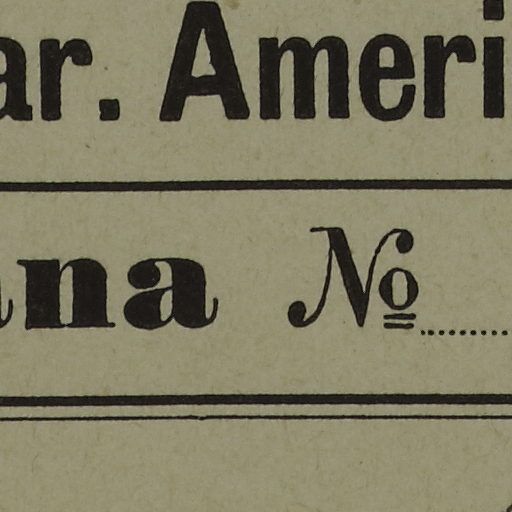 ar. Ameri
na №